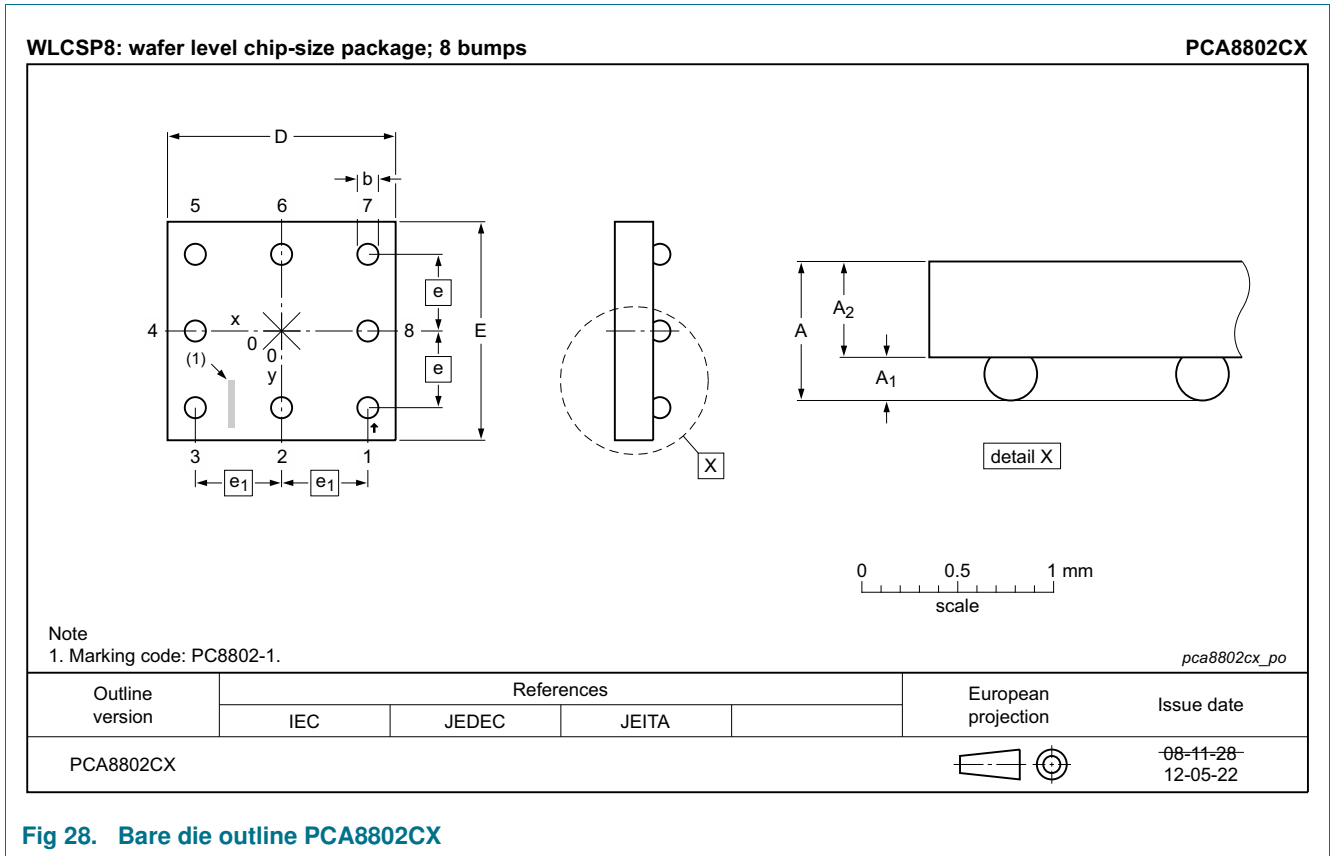 WLCSP8: wafer level chip-size package; 8 bumps PCA8802CX
D
b
5 6 7
e
A2
A
4 x 8 E
0
(1) 0
y
e
A1
3 2 1
e1 e1
X
detail X
0 0.5 1 mm
scale
Note
1. Marking code: PC8802-1.
pca8802cx_po
Outline version
References
European projection
Issue date
IEC JEDEC JEITA
PCA8802CX
08-11-28
12-05-22
Fig 28. Bare die outline PCA8802CX